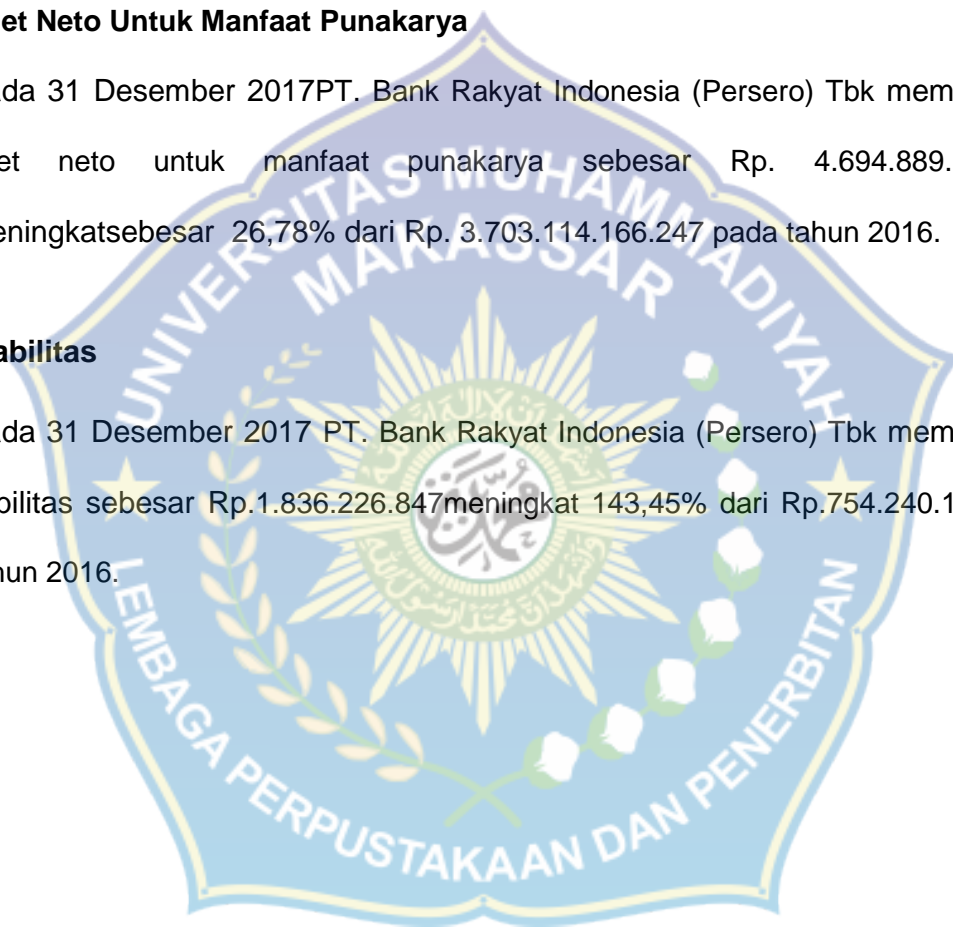 et Neto Untuk Manfaat Punakarya
da 31 Desember 2017PT. Bank Rakyat Indonesia (Persero) Tbk mem
et neto untuk manfaat punakarya sebesar Rp. 4.694.889.
eningkatsebesar 26,78% dari Rp. 3.703.114.166.247 pada tahun 2016.
abilitas
da 31 Desember 2017 PT. Bank Rakyat Indonesia (Persero) Tbk mem
bilitas sebesar Rp.1.836.226.847meningkat 143,45% dari Rp.754.240.1
hun 2016.
UNIVERSITAS MUHAMMADIYAH
MAKASSAR
LEMBAGA PERPUSTAKAAN DAN PENERBITAN